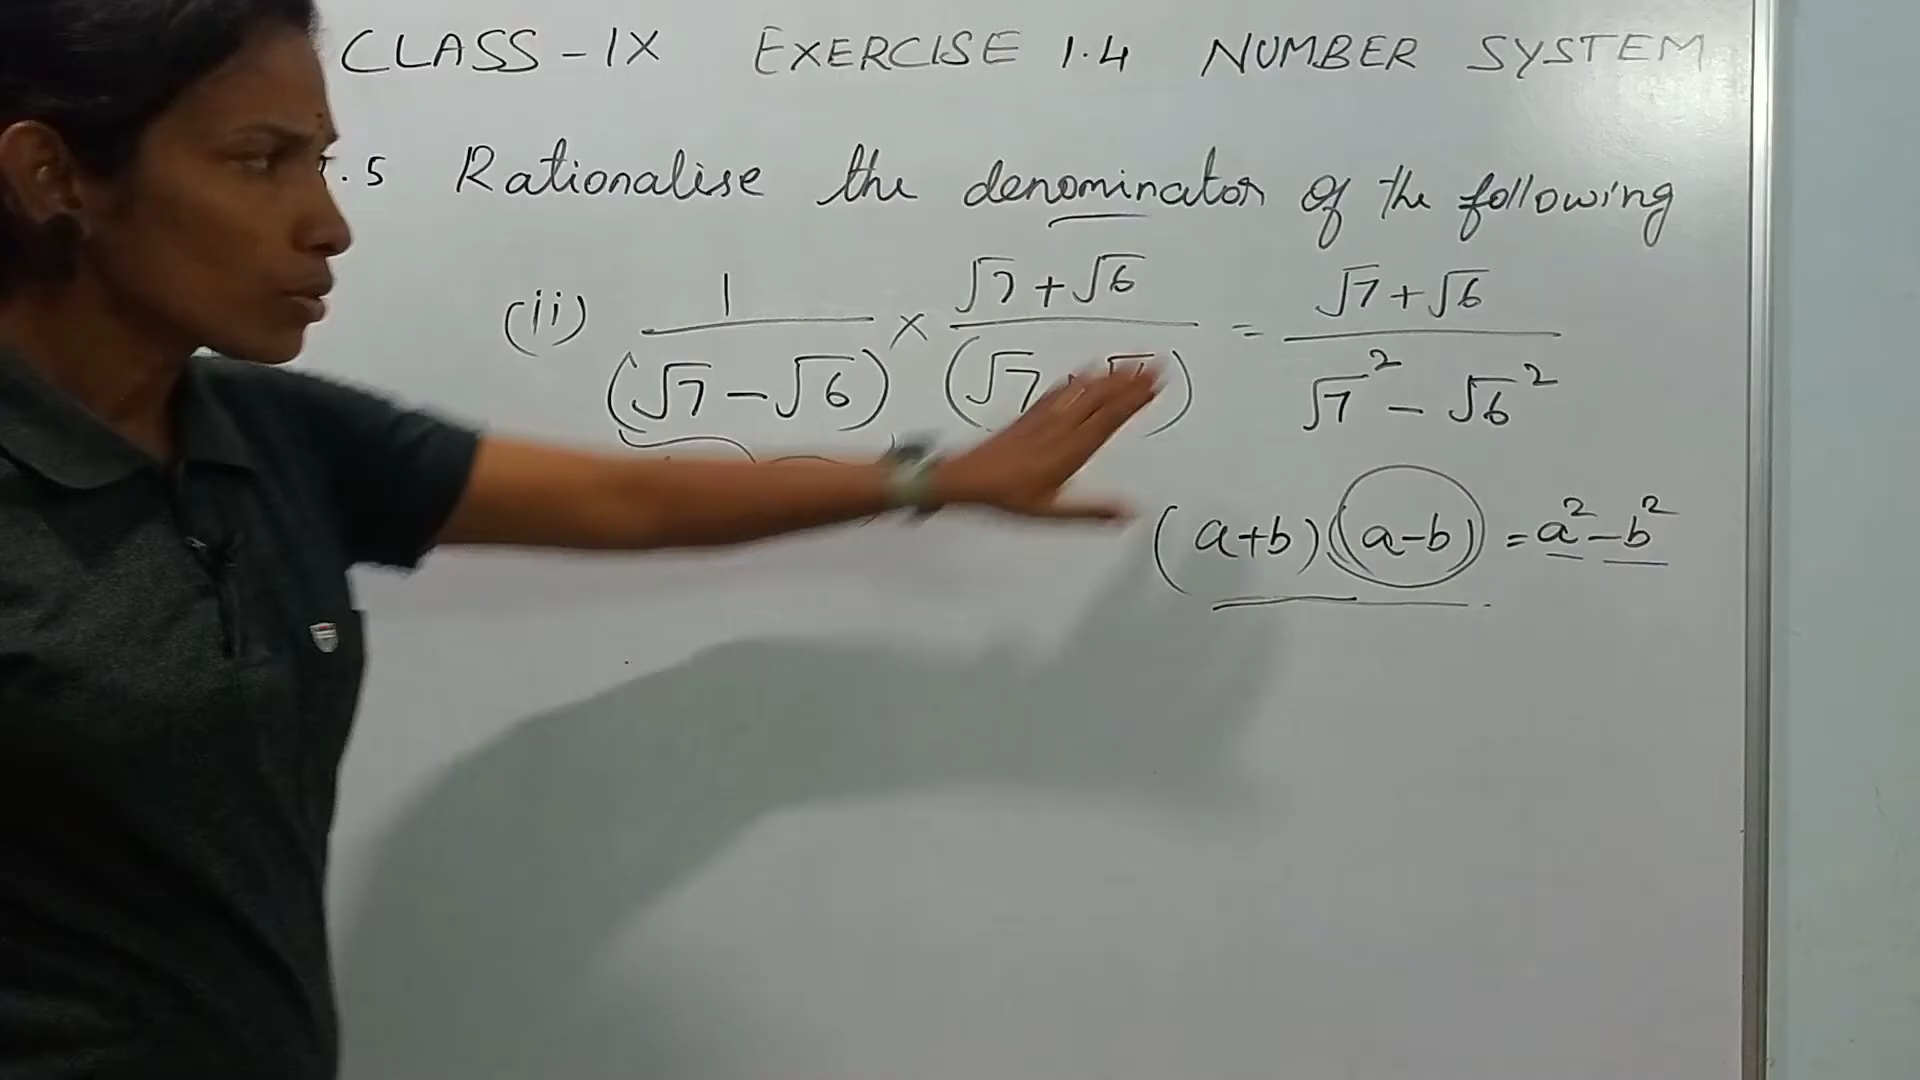 CLASS - IX EXERCISE 1.4 NUMBER SYSTEM
.5 Rationalise the denominator of the following
(ii) 1/(√7 - √6) × √7 + √6/(√7 = √7 + √6/√7² - √6²
(a+b)(a-b) = a² - b²